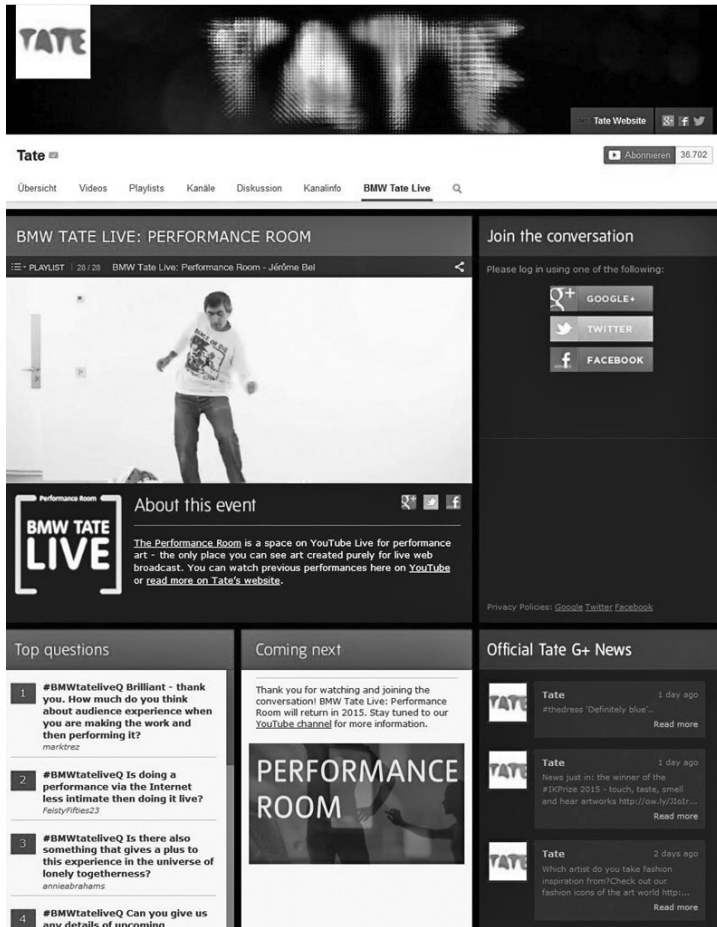 TATE
Tate Website
Tate
Abonnieren 36.702
Übersicht Videos Playlists Kanäle Diskussion Kanalinfo BMW Tate Live
BMW TATE LIVE: PERFORMANCE ROOM
PLAYLIST 28 / 28 BMW Tate Live: Performance Room - Jérôme Bel
Performance Room
BMW TATE
LIVE
About this event
The Performance Room is a space on YouTube Live for performance
art - the only place you can see art created purely for live web
broadcast. You can watch previous performances here on YouTube
or read more on Tate's website.
Join the conversation
Please log in using one of the following:
g+ GOOGLE+
TWITTER
f FACEBOOK
Privacy Policies: Google Twitter Facebook
Top questions
1 #BMWtateliveQ Brilliant - thank
you. How much do you think
about audience experience when
you are making the work and
then performing it?
marktrez
2 #BMWtateliveQ Is doing a
performance via the Internet
less intimate then doing it live?
FeistyFifties23
3 #BMWtateliveQ Is there also
something that gives a plus to
this experience in the universe of
lonely togetherness?
annieabrahams
4 #BMWtateliveQ Can you give us
any details of upcoming
Coming next
Thank you for watching and joining the
conversation! BMW Tate Live: Performance
Room will return in 2015. Stay tuned to our
YouTube channel for more information.
PERFORMANCE
ROOM
Official Tate G+ News
TATE
Tate 1 day ago
#thedress 'Definitely blue'..
Read more
TATE
Tate 1 day ago
News just in: the winner of the
#IKPrize 2015 - touch, taste, smell
and hear artworks http://ow.ly/JIoIr...
Read more
TATE
Tate 2 days ago
Which artist do you take fashion
inspiration from?Check out our
fashion icons of the art world http:...
Read more